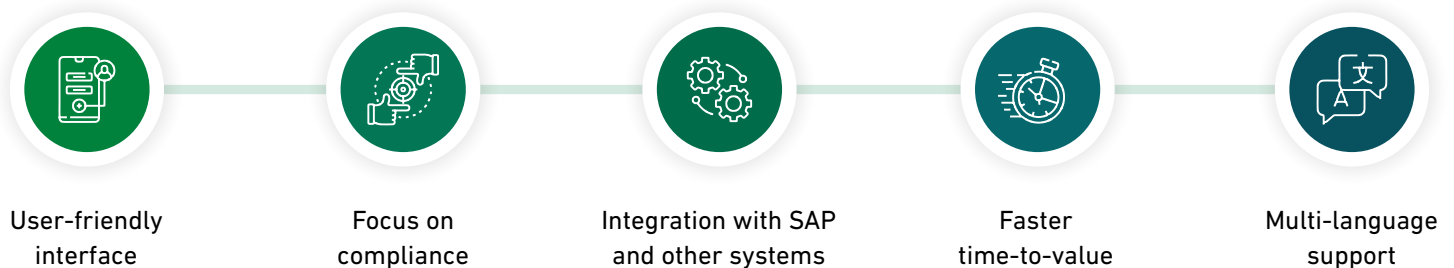 文
A
User-friendly
interface
Focus on
compliance
Integration with SAP
and other systems
Faster
time-to-value
Multi-language
support